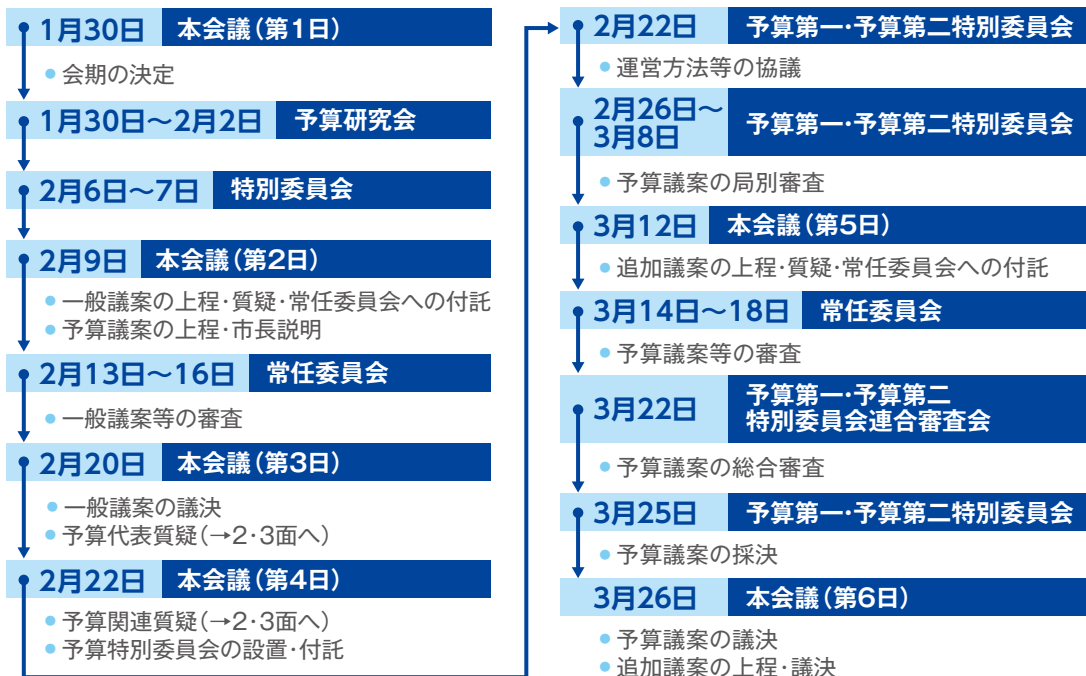 1月30日 本会議(第1日)
●会期の決定
1月30日~2月2日 予算研究会
2月6日~7日 特別委員会
2月9日 本会議(第2日)
●一般議案の上程・質疑・常任委員会への付託
●予算議案の上程・市長説明
2月13日~16日 常任委員会
●一般議案等の審査
2月20日 本会議(第3日)
●一般議案の議決
●予算代表質疑(→2・3面へ)
2月22日 本会議(第4日)
●予算関連質疑(→2・3面へ)
●予算特別委員会の設置・付託
2月22日 予算第一・予算第二特別委員会
●運営方法等の協議
2月26日~
3月8日 予算第一・予算第二特別委員会
●予算議案の局別審査
3月12日 本会議(第5日)
●追加議案の上程・質疑・常任委員会への付託
3月14日~18日 常任委員会
●予算議案等の審査
3月22日 予算第一・予算第二
特別委員会連合審査会
●予算議案の総合審査
3月25日 予算第一・予算第二特別委員会
●予算議案の採決
3月26日 本会議(第6日)
●予算議案の議決
●追加議案の上程・議決